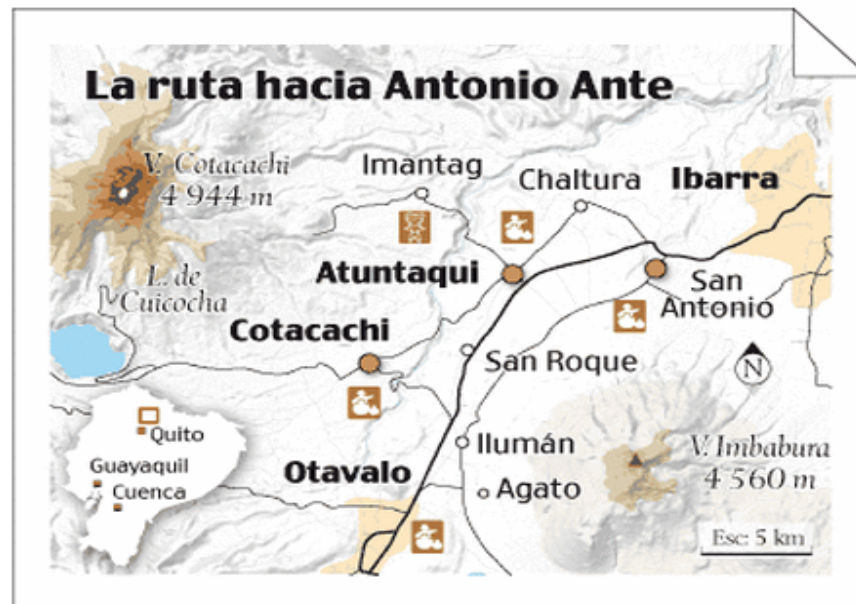 La ruta hacia Antonio Ante
V. Cotacachi
4 944 m
Imantag
Chaltura
Ibarra
L. de
Cuicocha
Atuntaqui
San
Antonio
Cotacachi
San Roque
N
Quito
Guayaquil
Cuenca
Otavalo
Ilumán
Agato
V. Imbabura
4 560 m
Esc: 5 km